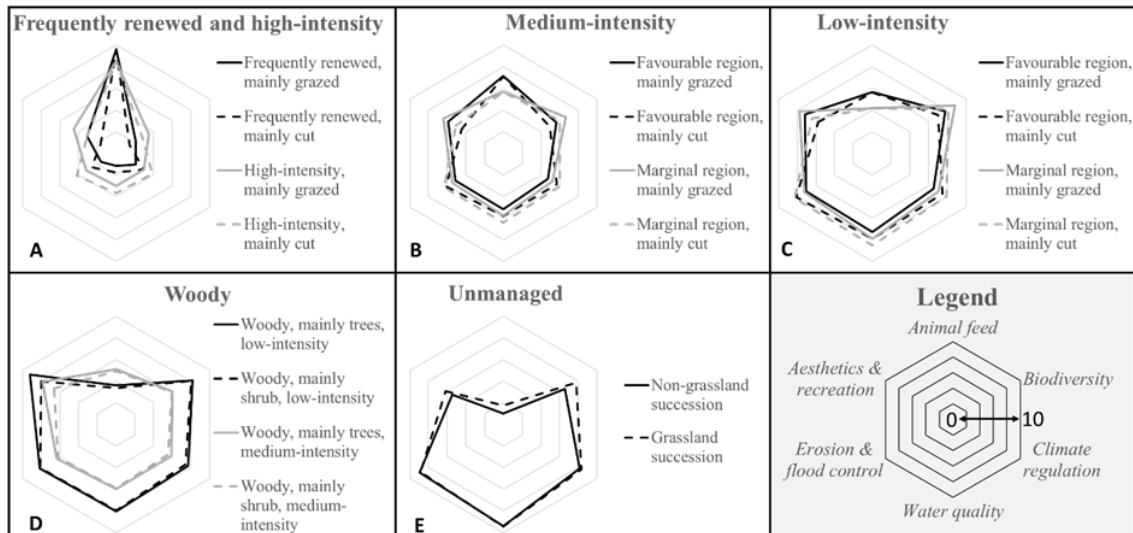 Frequently renewed and high-intensity
Frequently renewed,
mainly grazed
Frequently renewed,
mainly cut
High-intensity,
mainly grazed
High-intensity,
mainly cut
A
Medium-intensity
Favourable region,
mainly grazed
Favourable region,
mainly cut
Marginal region,
mainly grazed
Marginal region,
mainly cut
B
Low-intensity
Favourable region,
mainly grazed
Favourable region,
mainly cut
Marginal region,
mainly grazed
Marginal region,
mainly cut
C
Woody
Woody, mainly trees,
low-intensity
Woody, mainly
shrub, low-intensity
Woody, mainly trees,
medium-intensity
Woody, mainly
shrub, medium-
intensity
D
Unmanaged
Non-grassland
succession
Grassland
succession
E
Legend
Animal feed
Aesthetics &
recreation
Biodiversity
0
10
Erosion &
flood control
Climate
regulation
Water quality